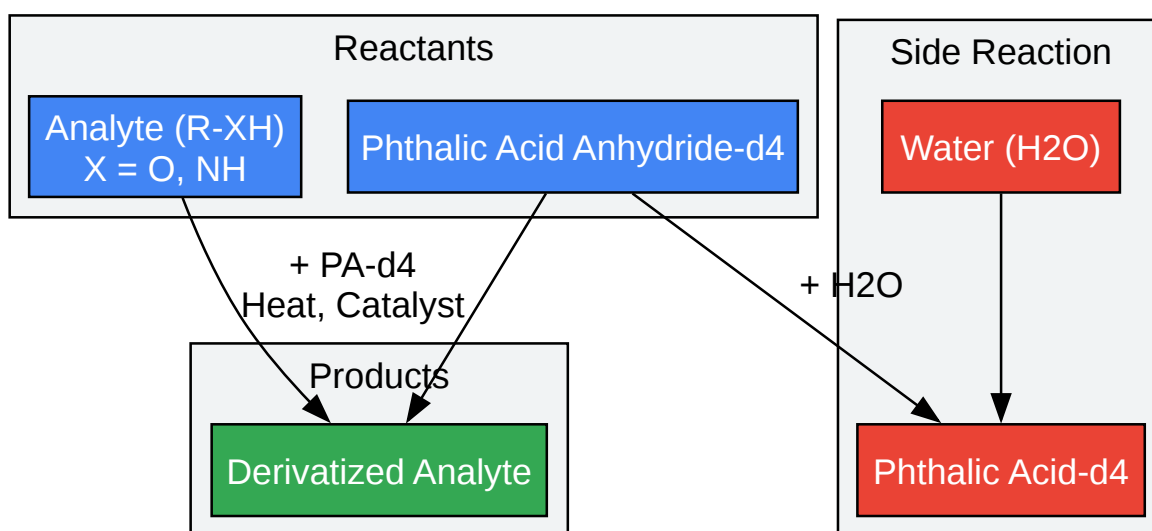 Reactants
Side Reaction
Analyte (R-XH)
X = O, NH
Phthalic Acid Anhydride-d4
Water (H2O)
+ PA-d4
Heat, Catalyst
+ H2O
Products
Derivatized Analyte
Phthalic Acid-d4